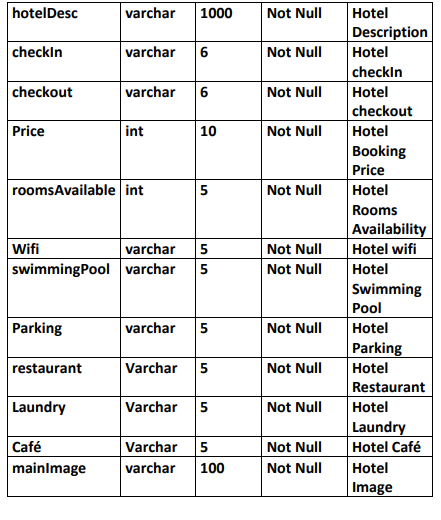 hotelDesc varchar 1000 Not Null Hotel
Description
checkIn varchar 6 Not Null Hotel
checkIn
checkout varchar 6 Not Null Hotel
checkout
Price int 10 Not Null Hotel
Booking
Price
roomsAvailable int 5 Not Null Hotel
Rooms
Availability
Wifi varchar 5 Not Null Hotel wifi
swimmingPool varchar 5 Not Null Hotel
Swimming
Pool
Parking varchar 5 Not Null Hotel
Parking
restaurant Varchar 5 Not Null Hotel
Restaurant
Laundry Varchar 5 Not Null Hotel
Laundry
Café Varchar 5 Not Null Hotel Café
mainImage varchar 100 Not Null Hotel
Image